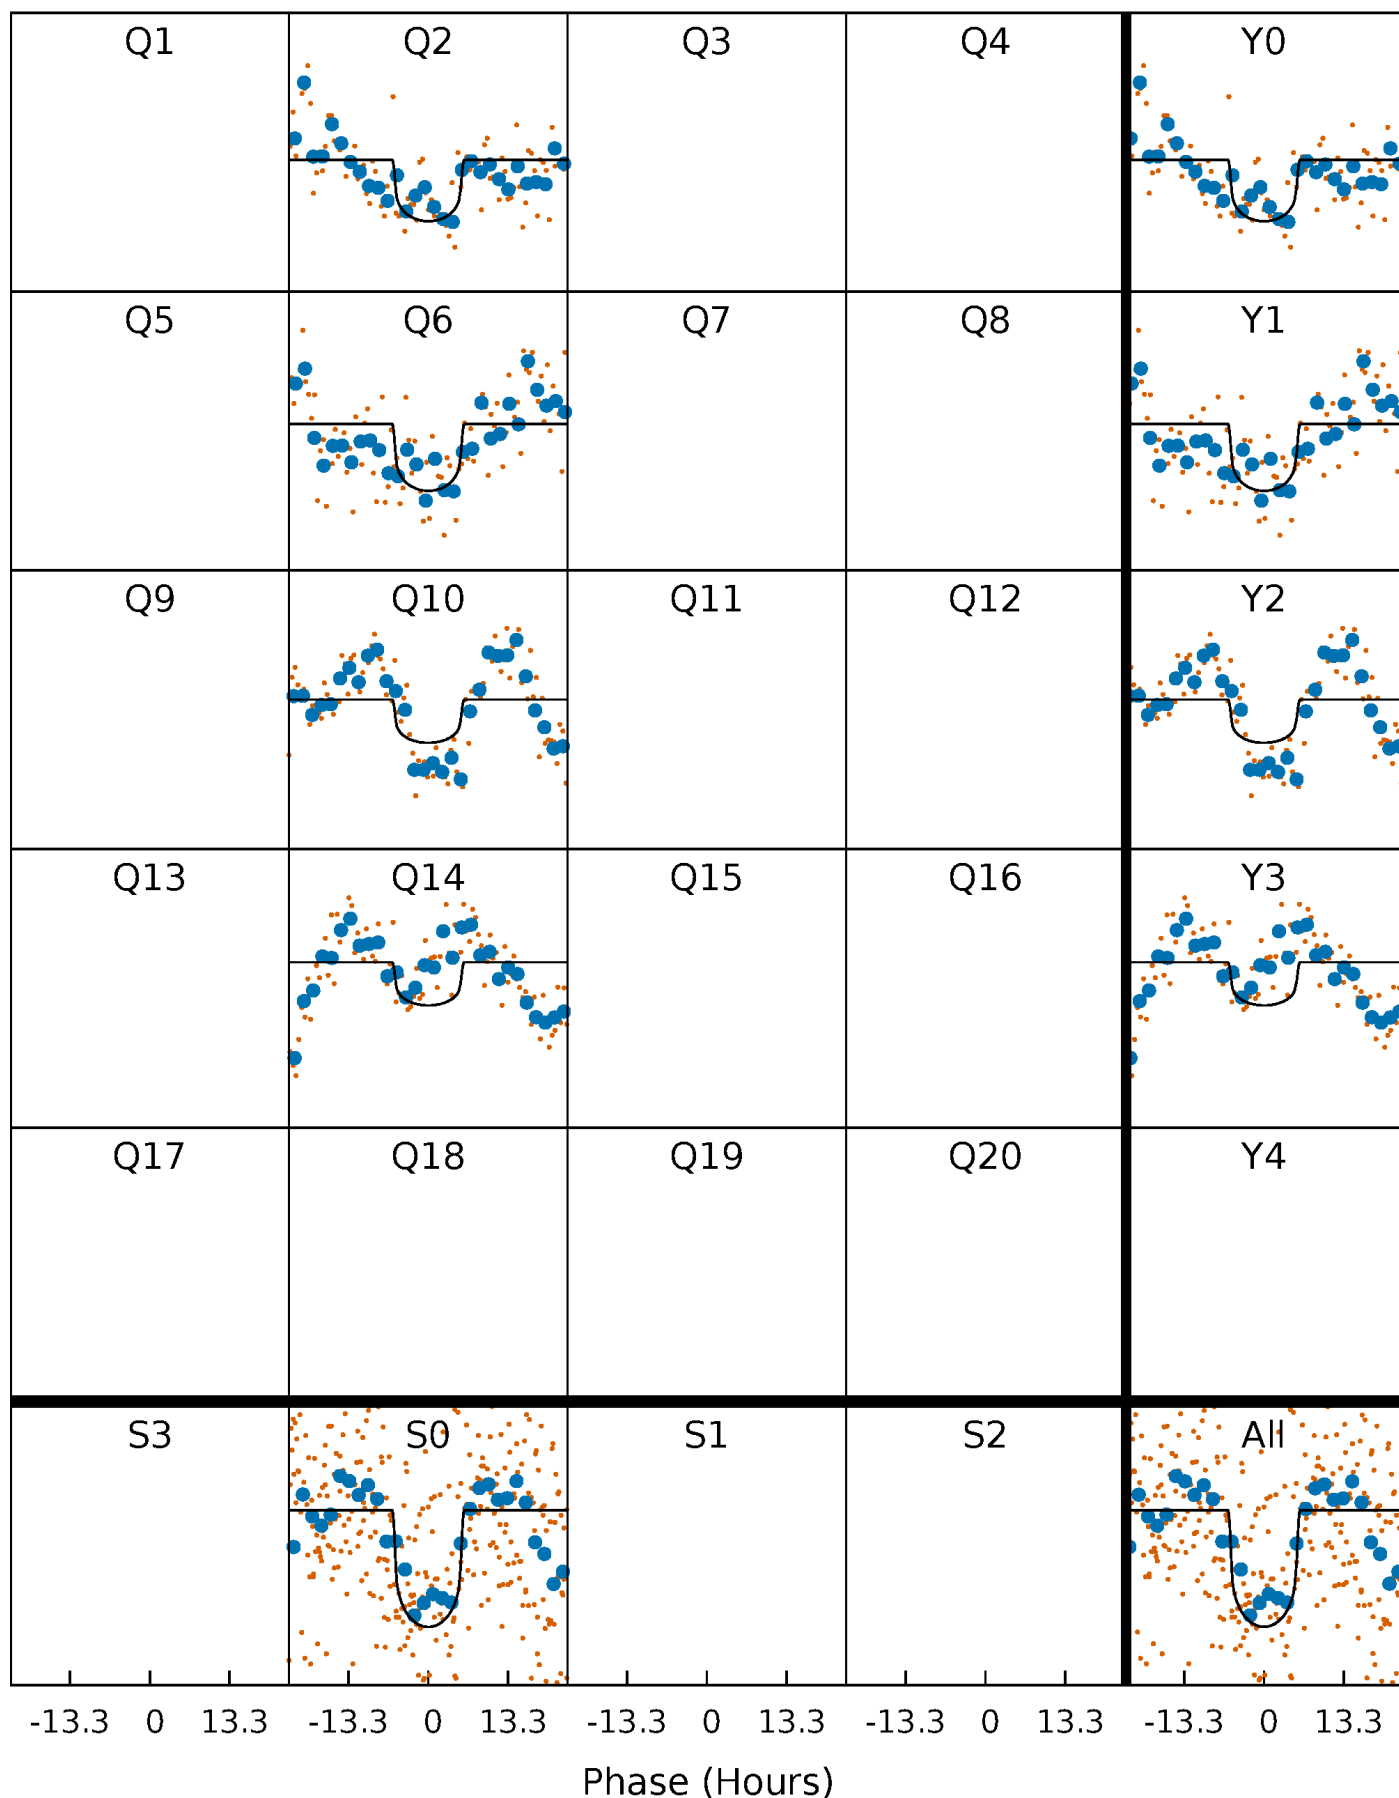 Q1 Q2 Q3 Q4 Y0
Q5 Q6 Q7 Q8 Y1
Q9 Q10 Q11 Q12 Y2
Q13 Q14 Q15 Q16 Y3
Q17 Q18 Q19 Q20 Y4
S3 S0 S1 S2 All
-13.3 0 13.3 -13.3 0 13.3 -13.3 0 13.3 -13.3 0 13.3 -13.3 0 13.3
Phase (Hours)